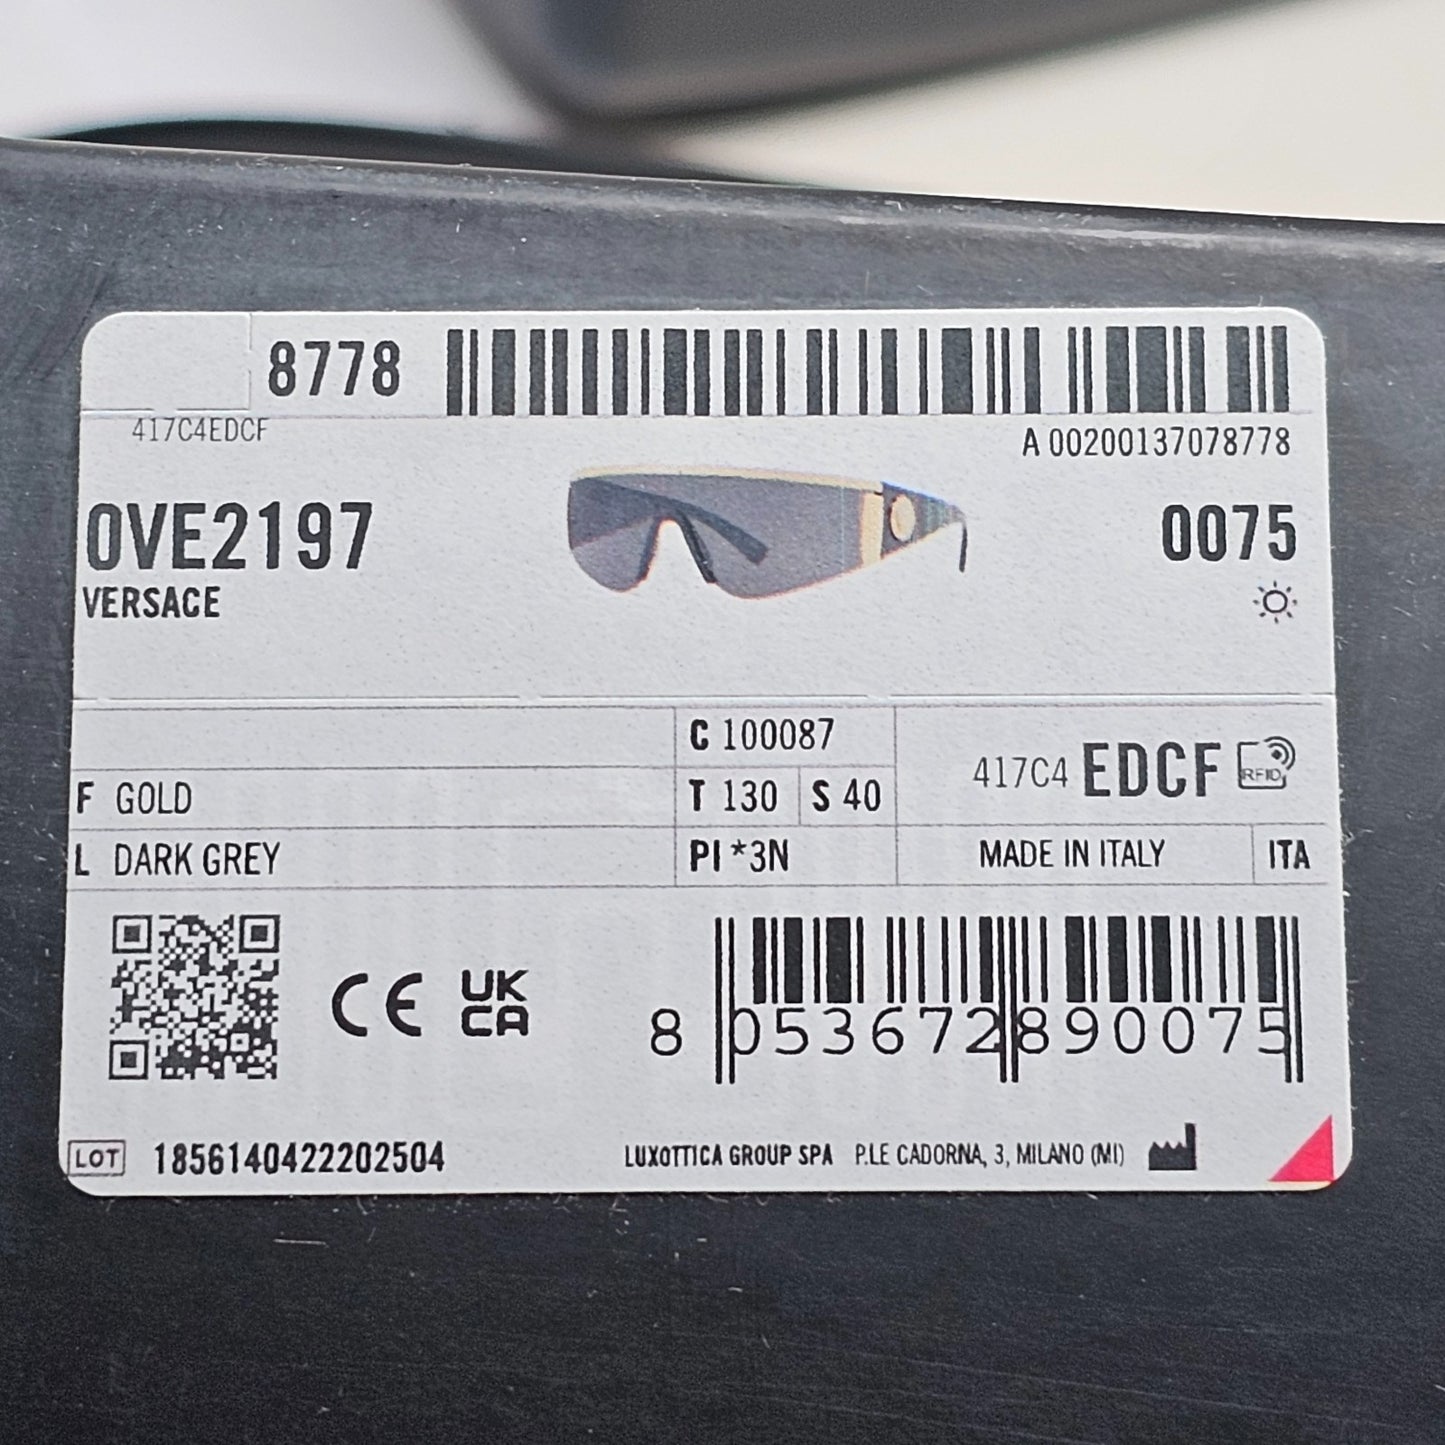 8778
417C4EDCF
A 00200137078778
0VE2197
0075
VERSACE
C 100087
417C4 EDCF RFID
F GOLD
T 130 S 40
L DARK GREY
PI *3N
MADE IN ITALY ITA
CE UK CA
8 053672 890075
LOT 1856140422202504
LUXOTTICA GROUP SPA P.LE CADORNA, 3, MILANO (MI)